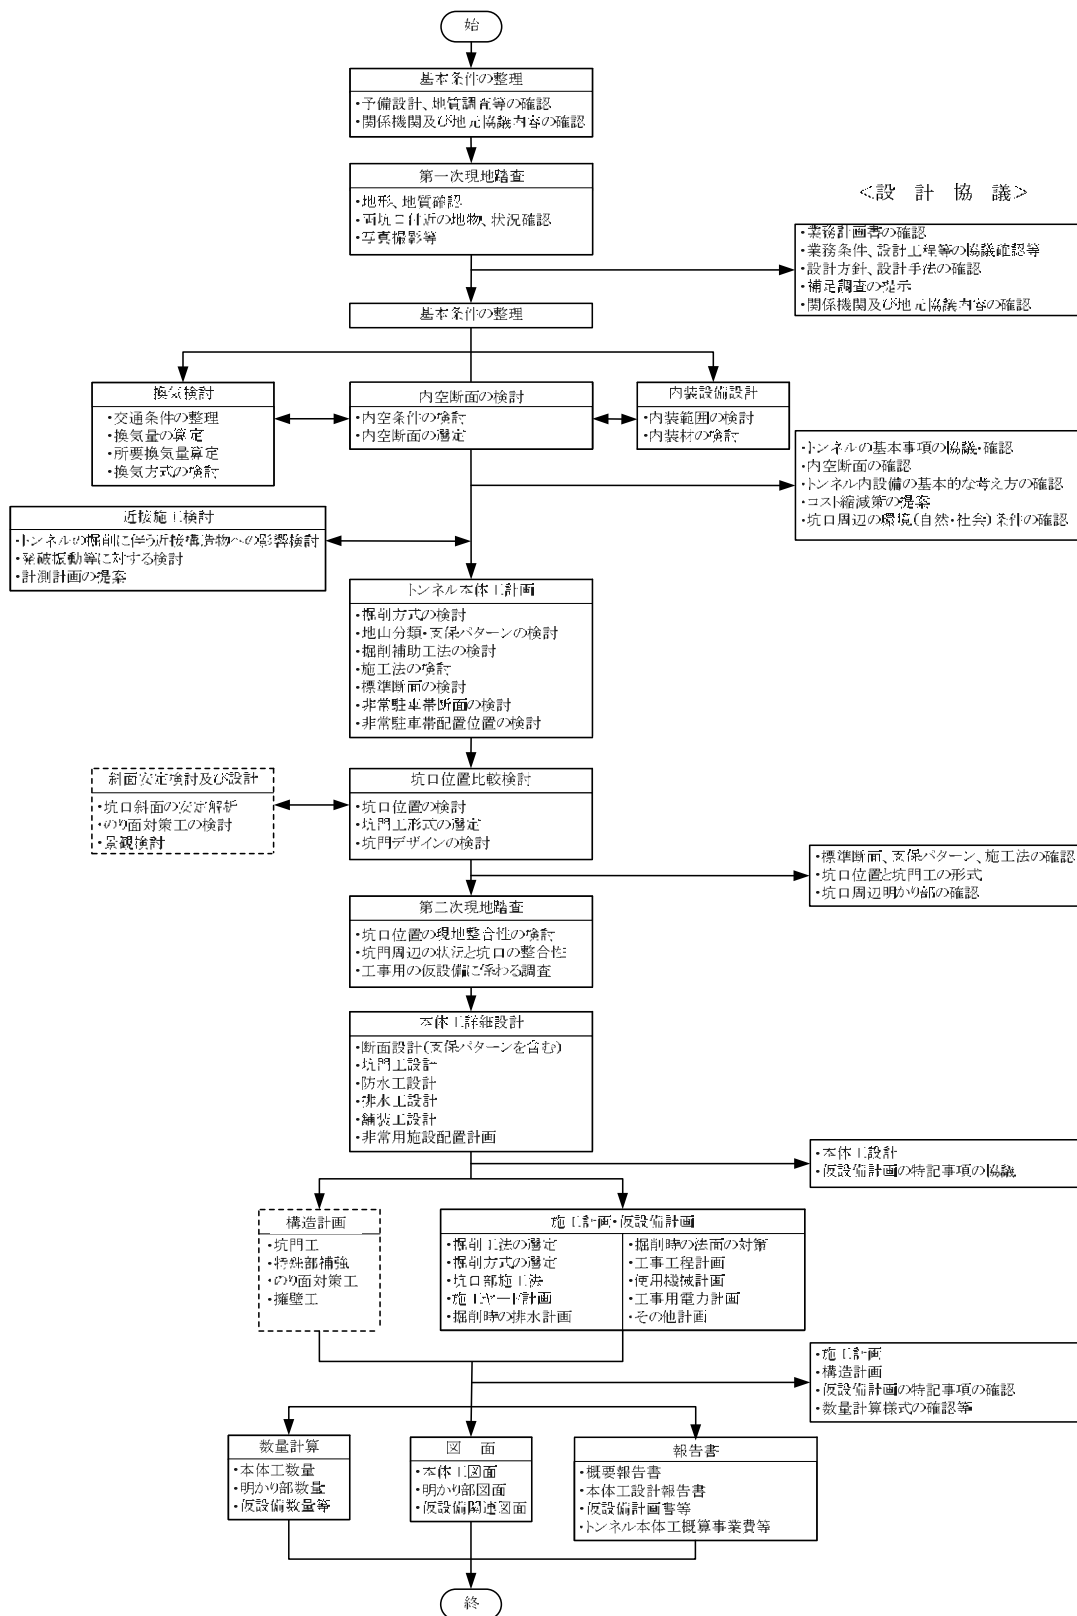 始
基本条件の整理
・予備設計、地質調査等の確認
・関係機関及び地元協議内容の確認
第一次現地踏査
・地形、地質確認
・両坑口付近の地物、状況確認
・写真撮影等
<設 計 協 議>
・業務計画書の確認
・業務条件、設計工程等の協議確認等
・設計方針、設計手法の確認
・補足調査の提示
・関係機関及び地元協議内容の確認
基本条件の整理
換気検討
・交通条件の整理
・換気量の算定
・所要換気量算定
・換気方式の検討
内空断面の検討
・内空条件の検討
・内空断面の選定
内装設備設計
・内装範囲の検討
・内装材の検討
・トンネルの基本事項の協議・確認
・内空断面の確認
・トンネル内設備の基本的な考え方の確認
・コスト縮減策の提案
・坑口周辺の環境(自然・社会)条件の確認
近接施工検討
・トンネルの掘削に伴う近接構造物への影響検討
・発破振動等に対する検討
・計測計画の提案
トンネル本体工計画
・掘削方式の検討
・地山分類・支保パターンの検討
・掘削補助工法の検討
・施工法の検討
・標準断面の検討
・非常駐車帯断面の検討
・非常駐車帯配置位置の検討
斜面安定検討及び設計
・坑口斜面の安定解析
・のり面対策工の検討
・景観検討
坑口位置比較検討
・坑口位置の検討
・坑門工形式の選定
・坑門デザインの検討
・標準断面、支保パターン、施工法の確認
・坑口位置と坑門工の形式
・坑口周辺明かり部の確認
第二次現地踏査
・坑口位置の現地整合性の検討
・坑門周辺の状況と坑口の整合性
・工事用の仮設備に係わる調査
本体工詳細設計
・断面設計(支保パターンを含む)
・坑門工設計
・防水工設計
・排水工設計
・舗装工設計
・非常用施設配置計画
・本体工設計
・仮設備計画の特記事項の協議
構造計画
・坑門工
・特殊部補強
・のり面対策工
・擁壁工
施工計画・仮設備計画
・掘削工法の選定
・掘削方式の選定
・坑口部施工法
・施工ヤード計画
・掘削時の排水計画
・掘削時の法面の対策
・工事工程計画
・使用機械計画
・工事用電力計画
・その他計画
・施工計画
・構造計画
・仮設備計画の特記事項の確認
・数量計算様式の確認等
数量計算
・本体工数量
・明かり部数量
・仮設備数量等
図 面
・本体工図面
・明かり部図面
・仮設備関連図面
報告書
・概要報告書
・本体工設計報告書
・仮設備計画書等
・トンネル本体工概算事業費等
終